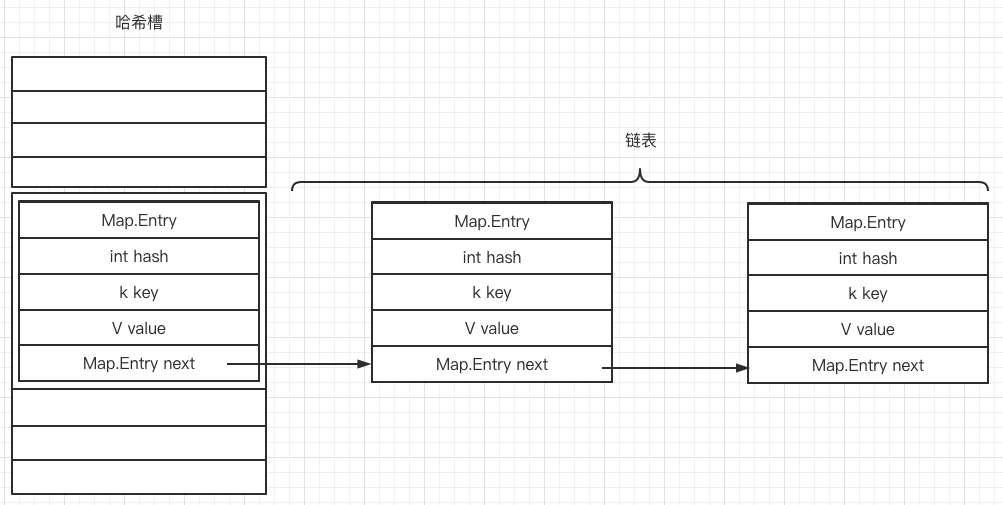 哈希槽
链表
Map.Entry
int hash
k key
V value
Map.Entry next
Map.Entry
int hash
k key
V value
Map.Entry next
Map.Entry
int hash
k key
V value
Map.Entry next